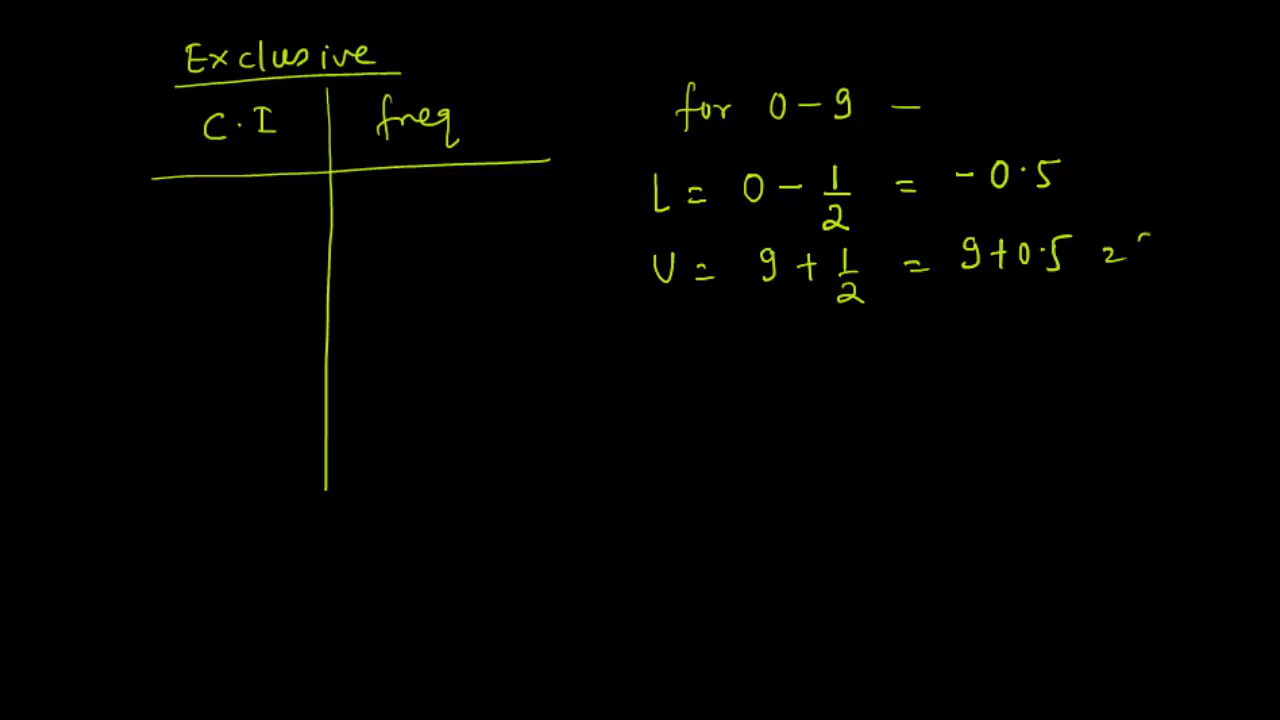 Exclusive
C.I freq
for 0-9 -
L = 0 - 1/2 = -0.5
U = 9 + 1/2 = 9+0.5 =